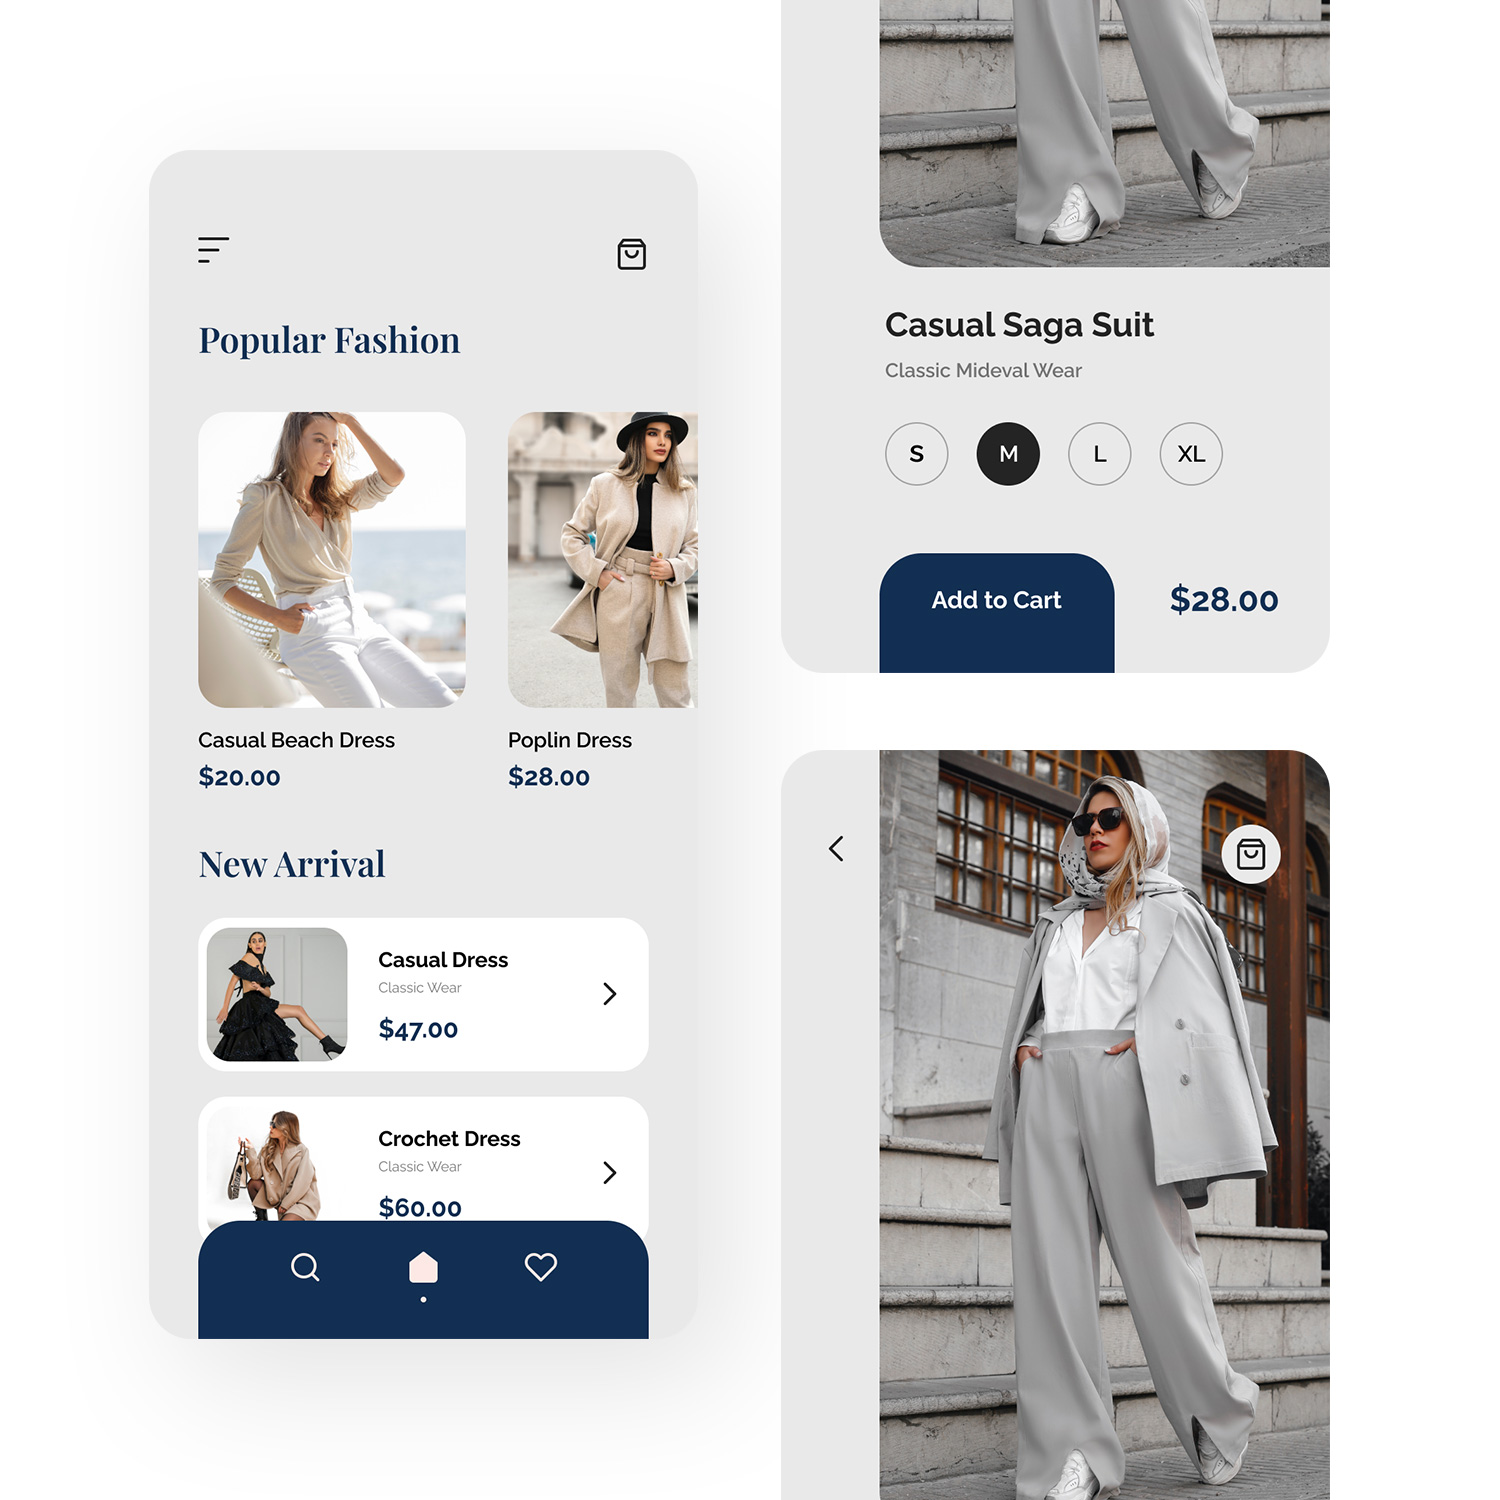 Popular Fashion
Casual Beach Dress
$20.00
Poplin Dress
$28.00
New Arrival
Casual Dress
Classic Wear
$47.00
Crochet Dress
Classic Wear
$60.00
Casual Saga Suit
Classic Mideval Wear
S M L XL
Add to Cart
$28.00